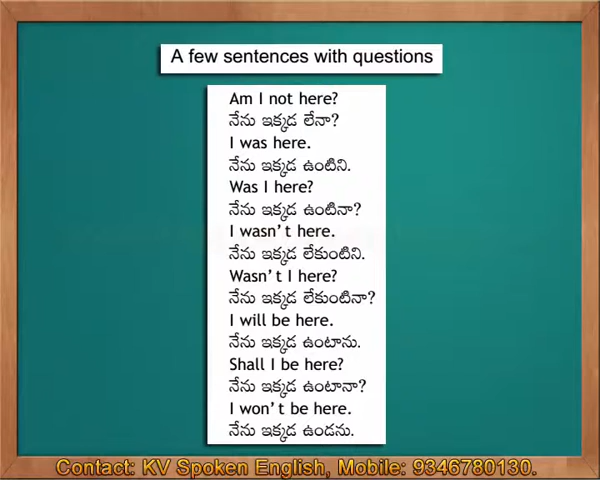 A few sentences with questions
Am I not here?
నేను ఇక్కడ లేనా?
I was here.
నేను ఇక్కడ ఉంటిని.
Was I here?
నేను ఇక్కడ ఉంటినా?
I wasn't here.
నేను ఇక్కడ లేకుంటిని.
Wasn't I here?
నేను ఇక్కడ లేకుంటినా?
I will be here.
నేను ఇక్కడ ఉంటాను.
Shall I be here?
నేను ఇక్కడ ఉంటానా?
I won't be here.
నేను ఇక్కడ ఉండను.
Contact: KV Spoken English, Mobile: 9346780130.